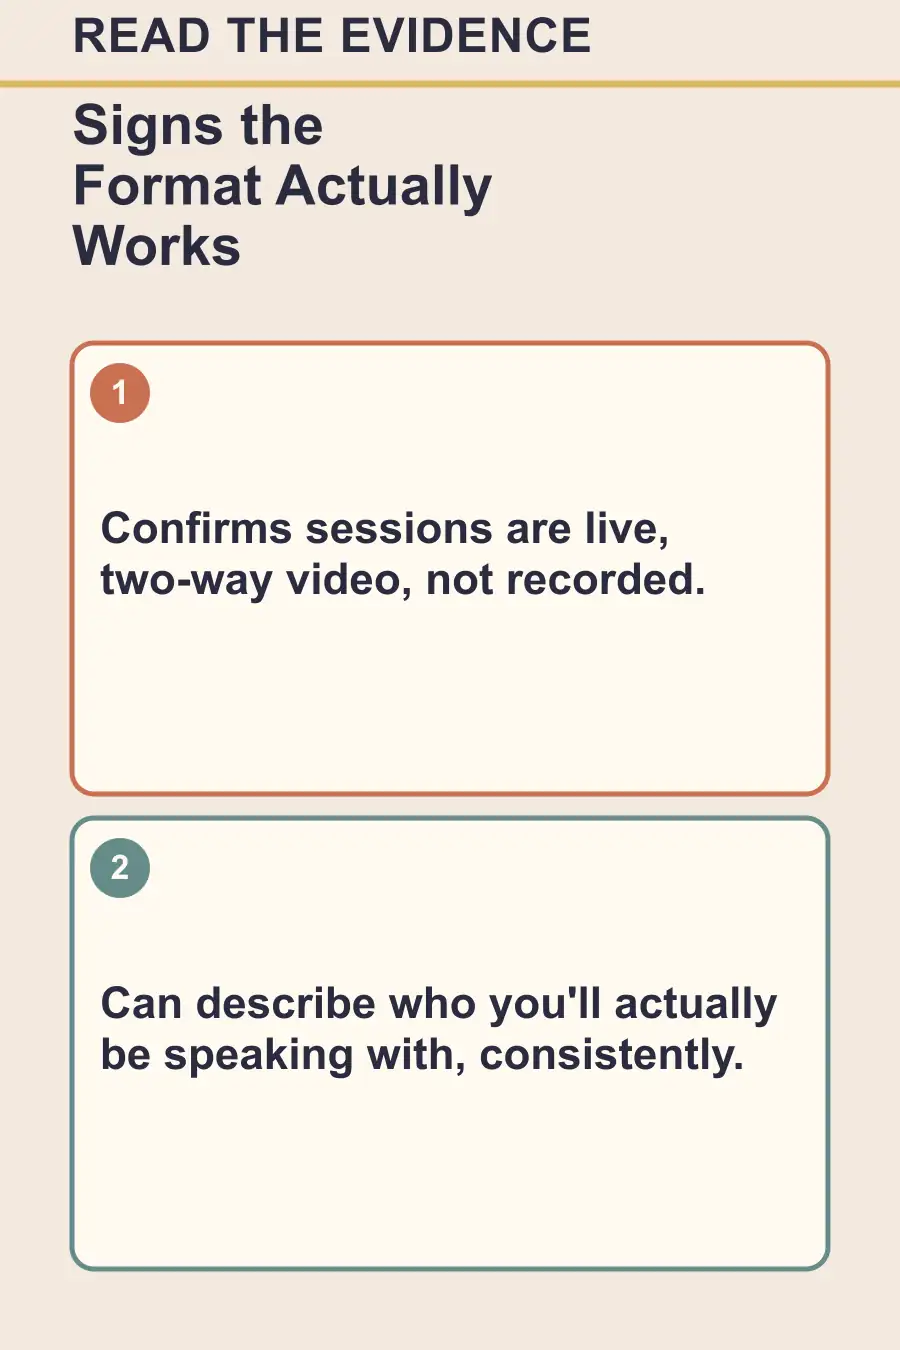 READ THE EVIDENCE
Signs the
Format Actually
Works
1
Confirms sessions are live,
two-way video, not recorded.
2
Can describe who you'll actually
be speaking with, consistently.